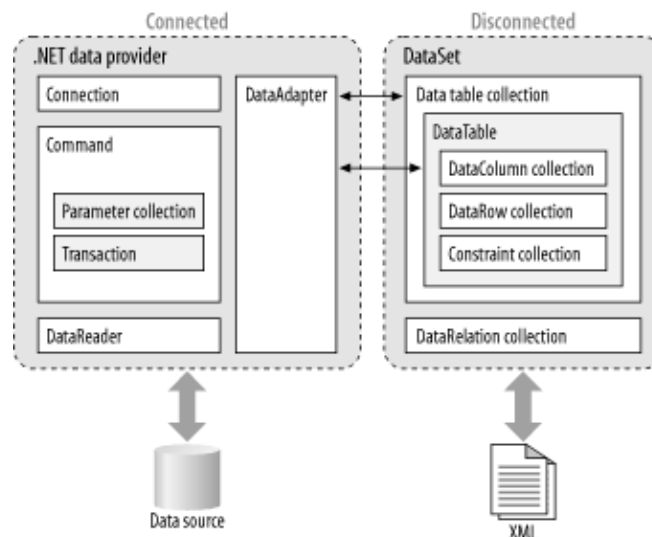 Connected
Disconnected
.NET data provider
Connection
Command
Parameter collection
Transaction
DataReader
DataAdapter
DataSet
Data table collection
DataTable
DataColumn collection
DataRow collection
Constraint collection
DataRelation collection
Data source
XML